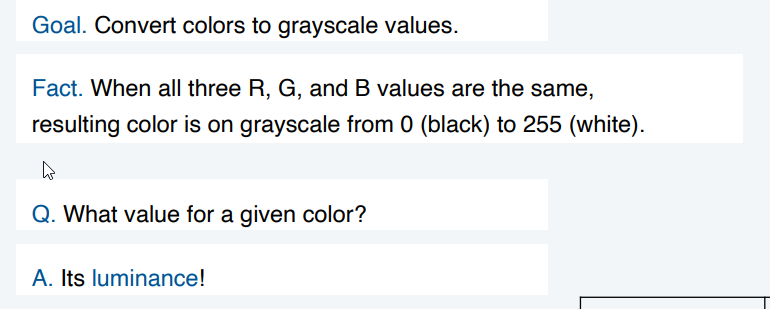 Goal. Convert colors to grayscale values.
Fact. When all three R, G, and B values are the same,
resulting color is on grayscale from 0 (black) to 255 (white).
Q. What value for a given color?
A. Its luminance!